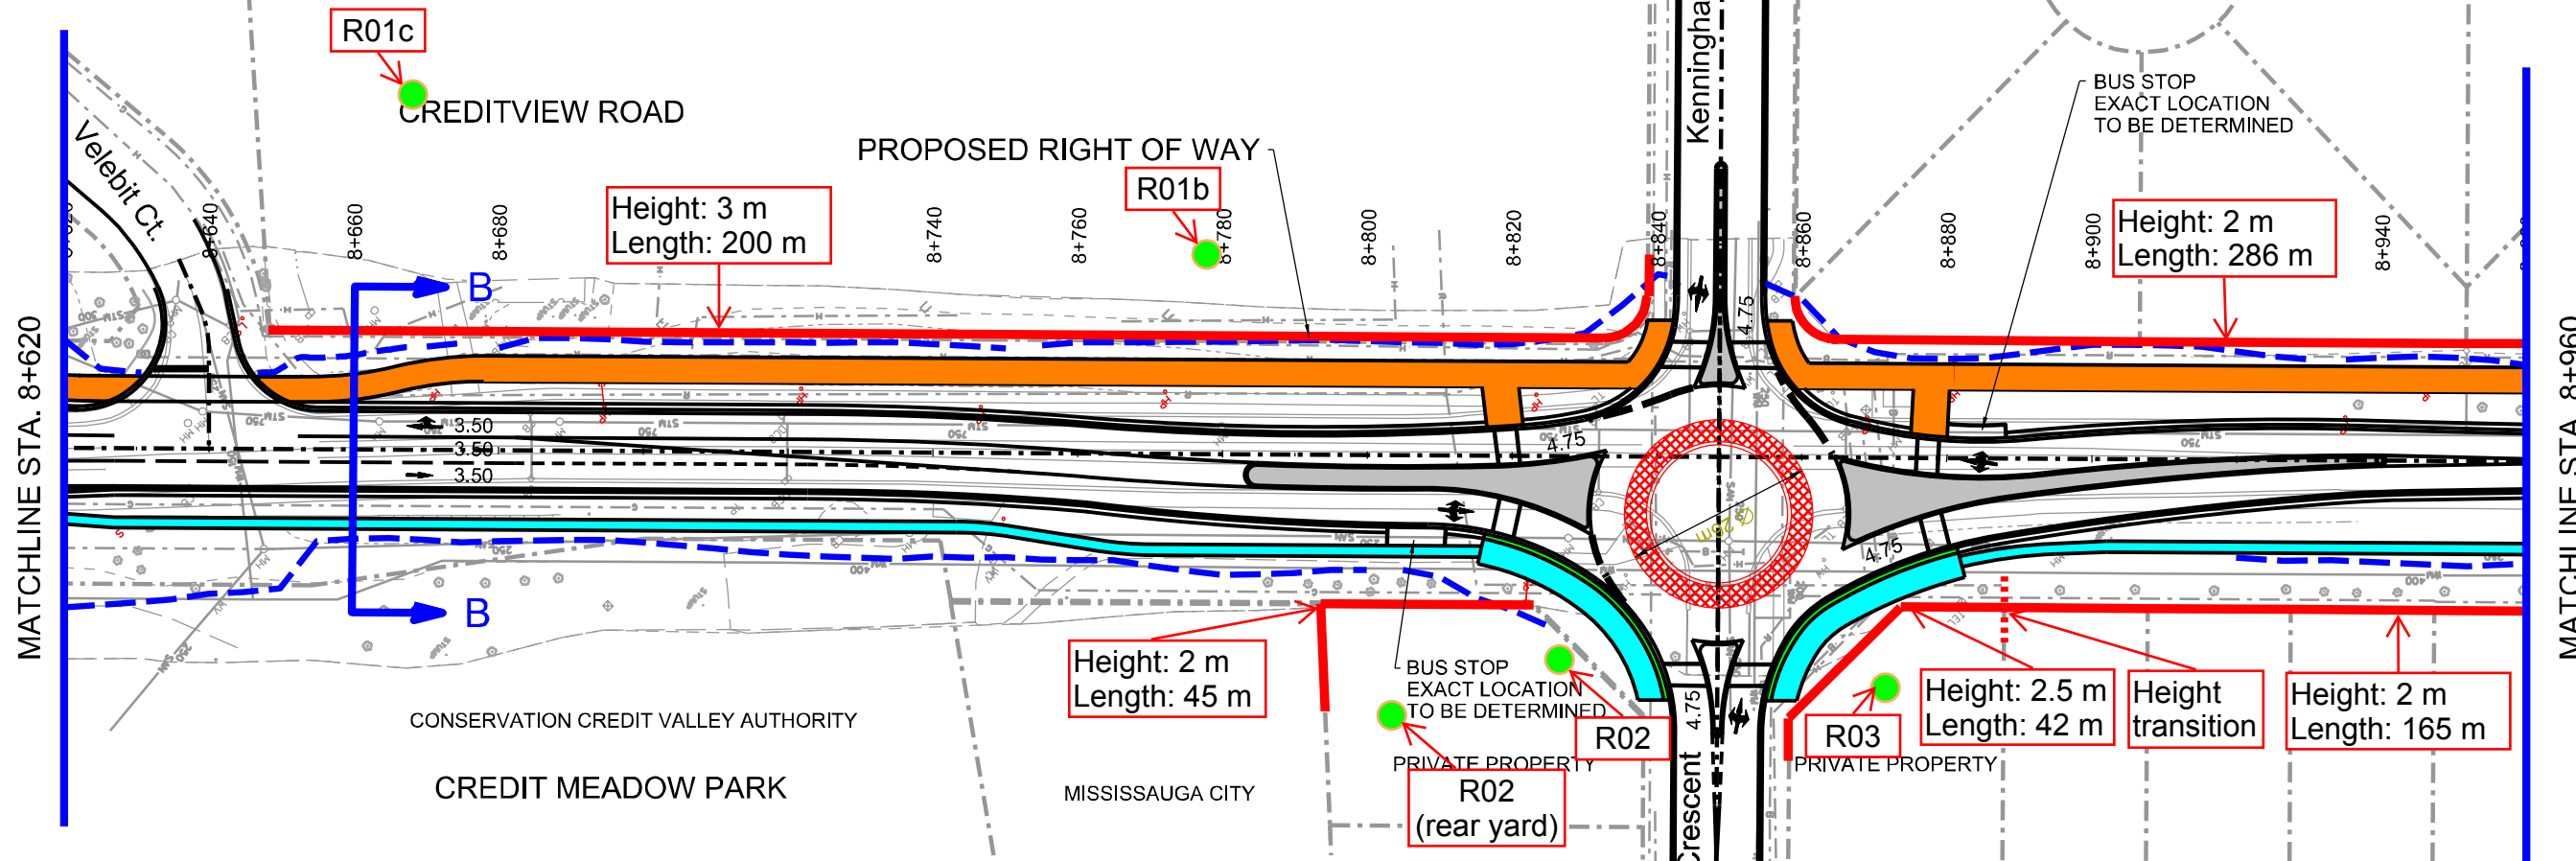 R01c
CREDITVIEW ROAD
Velebit Ct.
PROPOSED RIGHT OF WAY
R01b
Kenningha
BUS STOP
EXACT LOCATION
TO BE DETERMINED
Height: 3 m
Length: 200 m
Height: 2 m
Length: 286 m
8+640
8+660
8+680
8+740
8+760
8+780
8+800
8+820
8+840
8+860
8+880
8+900
8+940
B
B
MATCHLINE STA. 8+620
MATCHLINE STA. 8+960
3.50
3.50
3.50
4.75
4.75
4.75
4.75
Ø 26m
Height: 2 m
Length: 45 m
BUS STOP
EXACT LOCATION
TO BE DETERMINED
R02
R02
(rear yard)
R03
Height: 2.5 m
Length: 42 m
Height
transition
Height: 2 m
Length: 165 m
PRIVATE PROPERTY
PRIVATE PROPERTY
CONSERVATION CREDIT VALLEY AUTHORITY
CREDIT MEADOW PARK
MISSISSAUGA CITY
Crescent